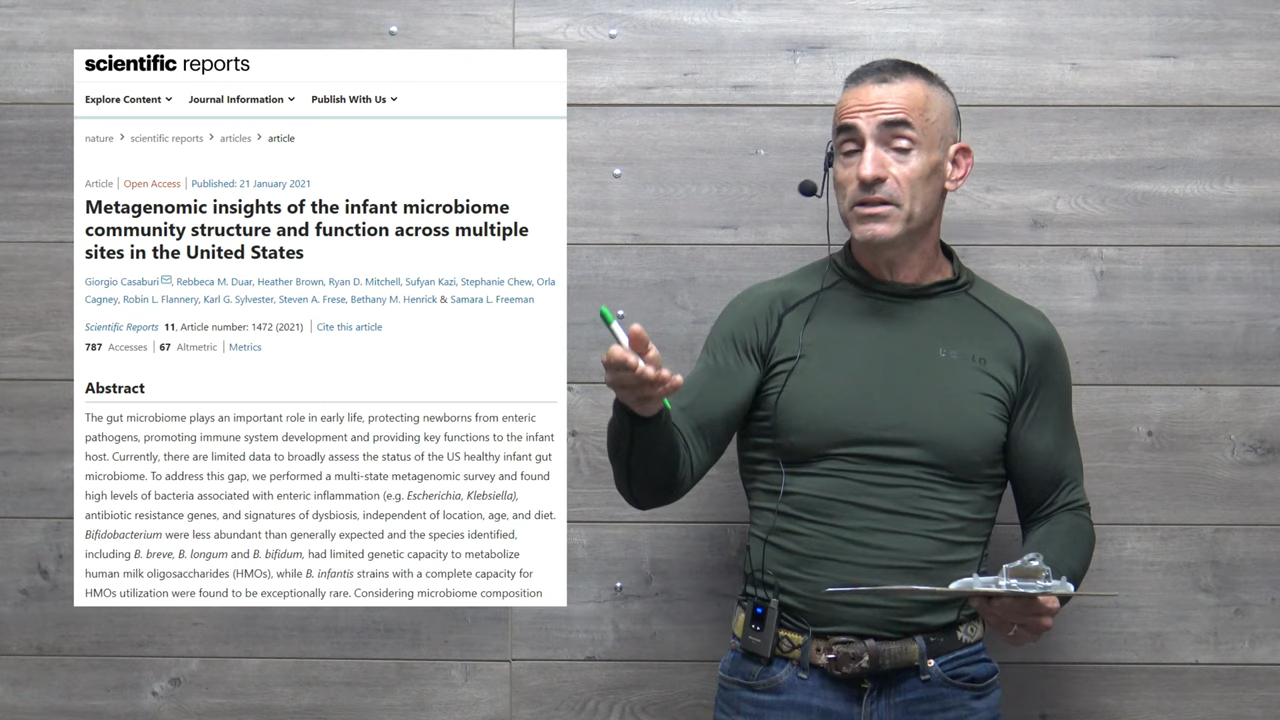 scientific reports
Explore Content Journal Information Publish With Us
nature > scientific reports > articles > article
Article | Open Access | Published: 21 January 2021
Metagenomic insights of the infant microbiome
community structure and function across multiple
sites in the United States
Giorgio Casaburi, Rebbeca M. Duar, Heather Brown, Ryan D. Mitchell, Sufyan Kazi, Stephanie Chew, Orla
Cagney, Robin L. Flannery, Karl G. Sylvester, Steven A. Frese, Bethany M. Henrick & Samara L. Freeman
Scientific Reports 11, Article number: 1472 (2021) | Cite this article
787 Accesses | 67 Altmetric | Metrics
Abstract
The gut microbiome plays an important role in early life, protecting newborns from enteric
pathogens, promoting immune system development and providing key functions to the infant
host. Currently, there are limited data to broadly assess the status of the US healthy infant gut
microbiome. To address this gap, we performed a multi-state metagenomic survey and found
high levels of bacteria associated with enteric inflammation (e.g. Escherichia, Klebsiella),
antibiotic resistance genes, and signatures of dysbiosis, independent of location, age, and diet.
Bifidobacterium were less abundant than generally expected and the species identified,
including B. breve, B. longum and B. bifidum, had limited genetic capacity to metabolize
human milk oligosaccharides (HMOs), while B. infantis strains with a complete capacity for
HMOs utilization were found to be exceptionally rare. Considering microbiome composition